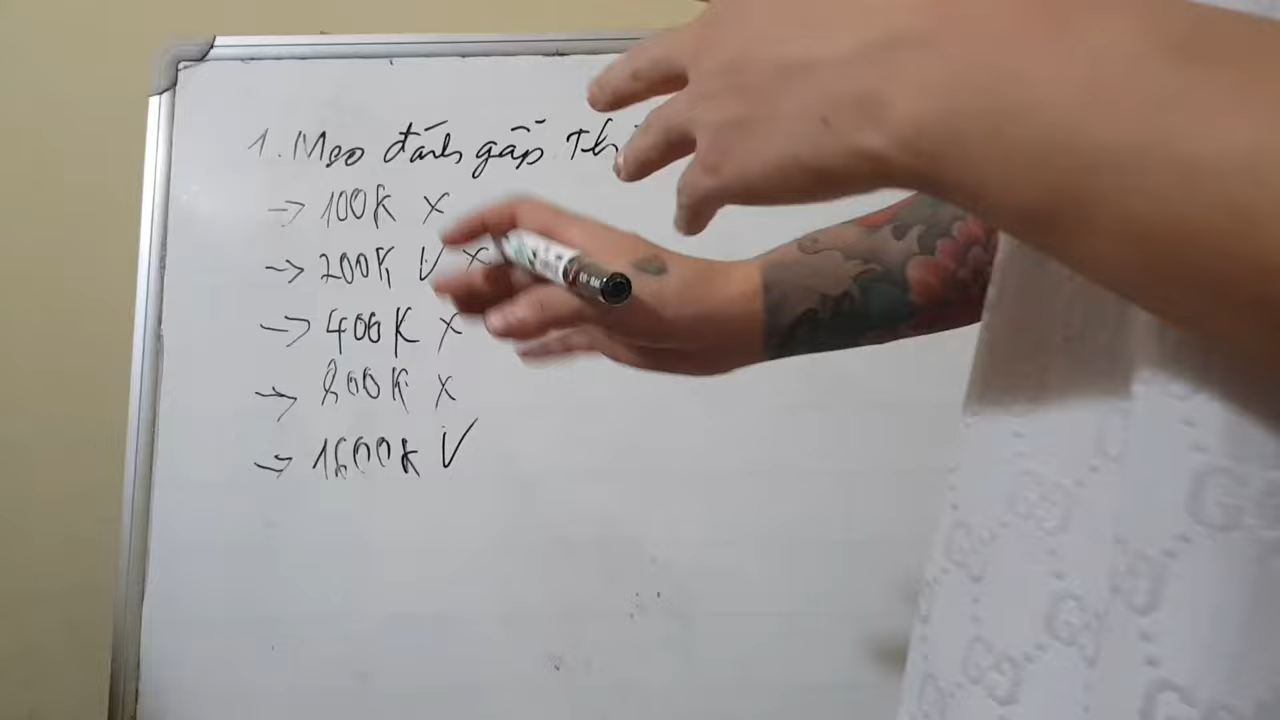 1. Mẹo đánh gấp Th
→ 100K x
→ 200K V x
→ 400K x
→ 800K x
→ 1600K V